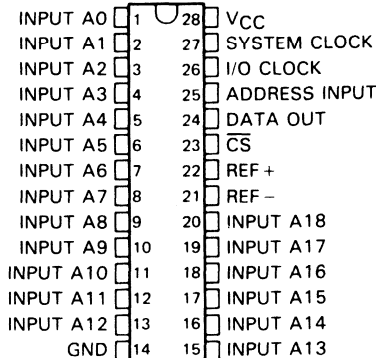 INPUT A0 1 28 VCC
INPUT A1 2 27 SYSTEM CLOCK
INPUT A2 3 26 I/O CLOCK
INPUT A3 4 25 ADDRESS INPUT
INPUT A4 5 24 DATA OUT
INPUT A5 6 23 C̅S̅
INPUT A6 7 22 REF +
INPUT A7 8 21 REF −
INPUT A8 9 20 INPUT A18
INPUT A9 10 19 INPUT A17
INPUT A10 11 18 INPUT A16
INPUT A11 12 17 INPUT A15
INPUT A12 13 16 INPUT A14
GND 14 15 INPUT A13